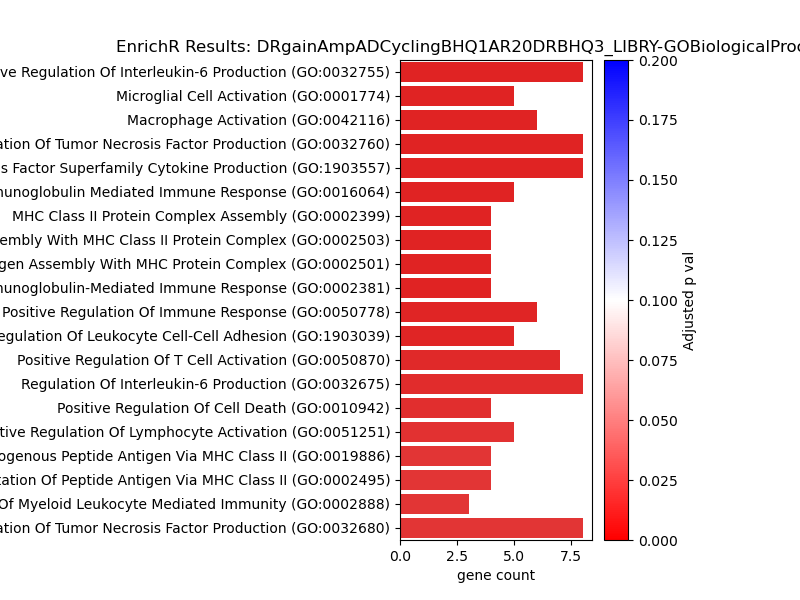 EnrichR Results: DRgainAmpADCyclingBHQ1AR20DRBHQ3_LIBRY-GOBiologicalProc
ve Regulation Of Interleukin-6 Production (GO:0032755)
Microglial Cell Activation (GO:0001774)
Macrophage Activation (GO:0042116)
ation Of Tumor Necrosis Factor Production (GO:0032760)
s Factor Superfamily Cytokine Production (GO:1903557)
nunoglobulin Mediated Immune Response (GO:0016064)
MHC Class II Protein Complex Assembly (GO:0002399)
embly With MHC Class II Protein Complex (GO:0002503)
gen Assembly With MHC Protein Complex (GO:0002501)
nunoglobulin-Mediated Immune Response (GO:0002381)
Positive Regulation Of Immune Response (GO:0050778)
egulation Of Leukocyte Cell-Cell Adhesion (GO:1903039)
Positive Regulation Of T Cell Activation (GO:0050870)
Regulation Of Interleukin-6 Production (GO:0032675)
Positive Regulation Of Cell Death (GO:0010942)
tive Regulation Of Lymphocyte Activation (GO:0051251)
ogenous Peptide Antigen Via MHC Class II (GO:0019886)
tation Of Peptide Antigen Via MHC Class II (GO:0002495)
Of Myeloid Leukocyte Mediated Immunity (GO:0002888)
ation Of Tumor Necrosis Factor Production (GO:0032680)
0.0 2.5 5.0 7.5
gene count
0.200
0.175
0.150
0.125
0.100
0.075
0.050
0.025
0.000
Adjusted p val